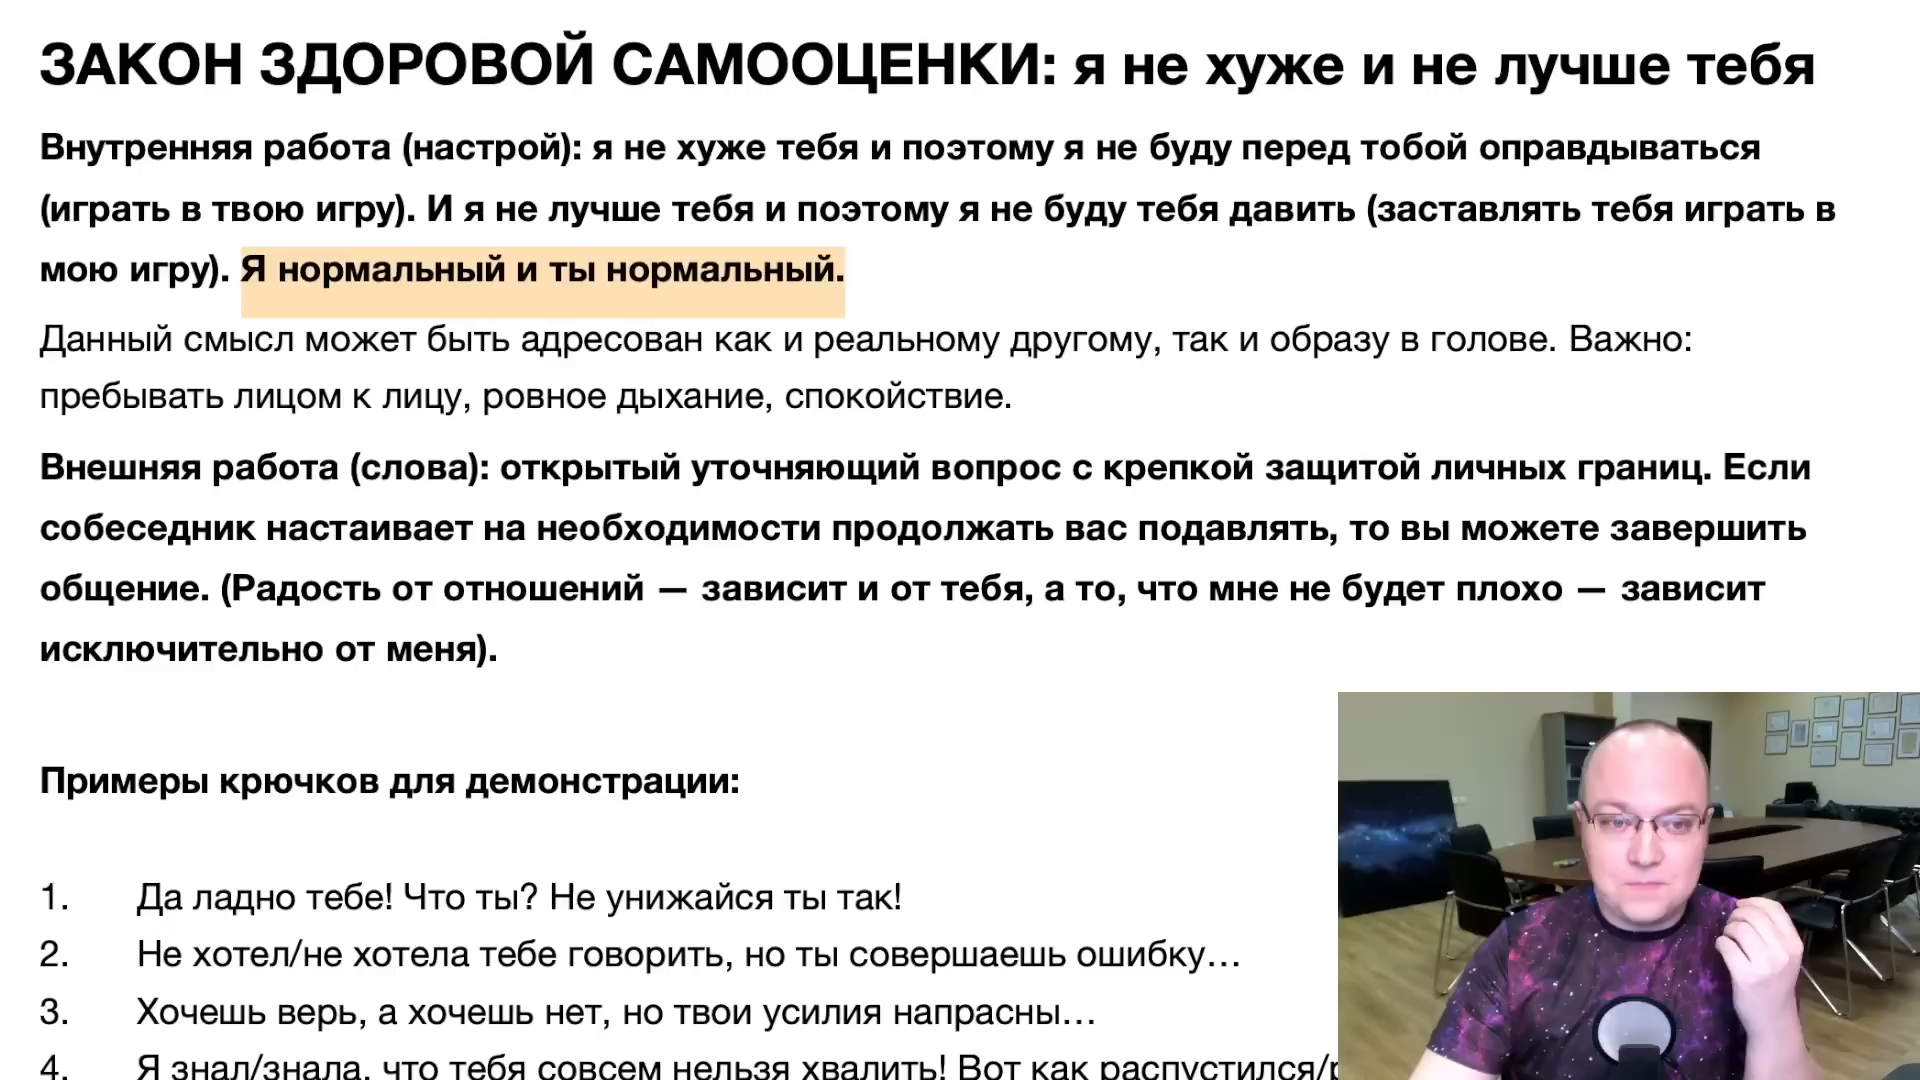 ЗАКОН ЗДОРОВОЙ САМООЦЕНКИ: я не хуже и не лучше тебя
Внутренняя работа (настрой): я не хуже тебя и поэтому я не буду перед тобой оправдываться
(играть в твою игру). И я не лучше тебя и поэтому я не буду тебя давить (заставлять тебя играть в
мою игру). Я нормальный и ты нормальный.
Данный смысл может быть адресован как и реальному другому, так и образу в голове. Важно:
пребывать лицом к лицу, ровное дыхание, спокойствие.
Внешняя работа (слова): открытый уточняющий вопрос с крепкой защитой личных границ. Если
собеседник настаивает на необходимости продолжать вас подавлять, то вы можете завершить
общение. (Радость от отношений — зависит и от тебя, а то, что мне не будет плохо — зависит
исключительно от меня).
Примеры крючков для демонстрации:
1. Да ладно тебе! Что ты? Не унижайся ты так!
2. Не хотел/не хотела тебе говорить, но ты совершаешь ошибку…
3. Хочешь верь, а хочешь нет, но твои усилия напрасны…
4. Я знал/знала, что тебя совсем нельзя хвалить! Вот как распустился/